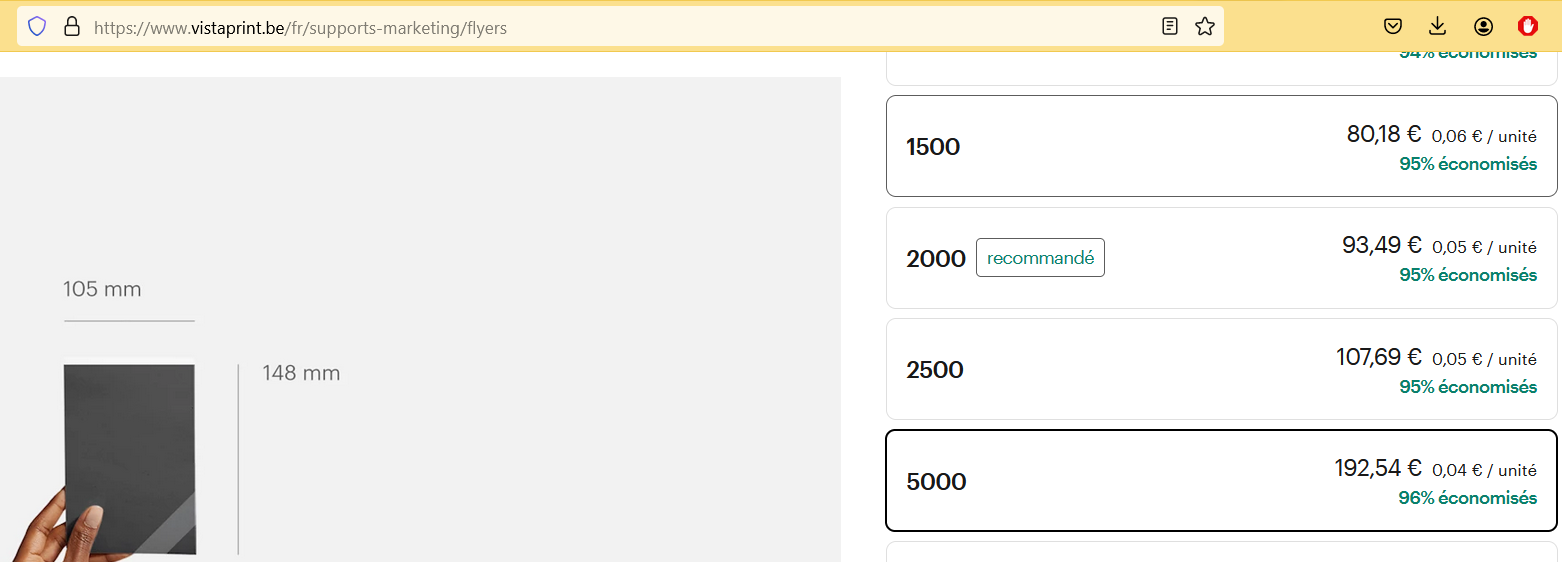 https://www.vistaprint.be/fr/supports-marketing/flyers
94% économisés
1500
80,18 € 0,06 € / unité
95% économisés
2000 recommandé
93,49 € 0,05 € / unité
95% économisés
105 mm
148 mm
2500
107,69 € 0,05 € / unité
95% économisés
5000
192,54 € 0,04 € / unité
96% économisés